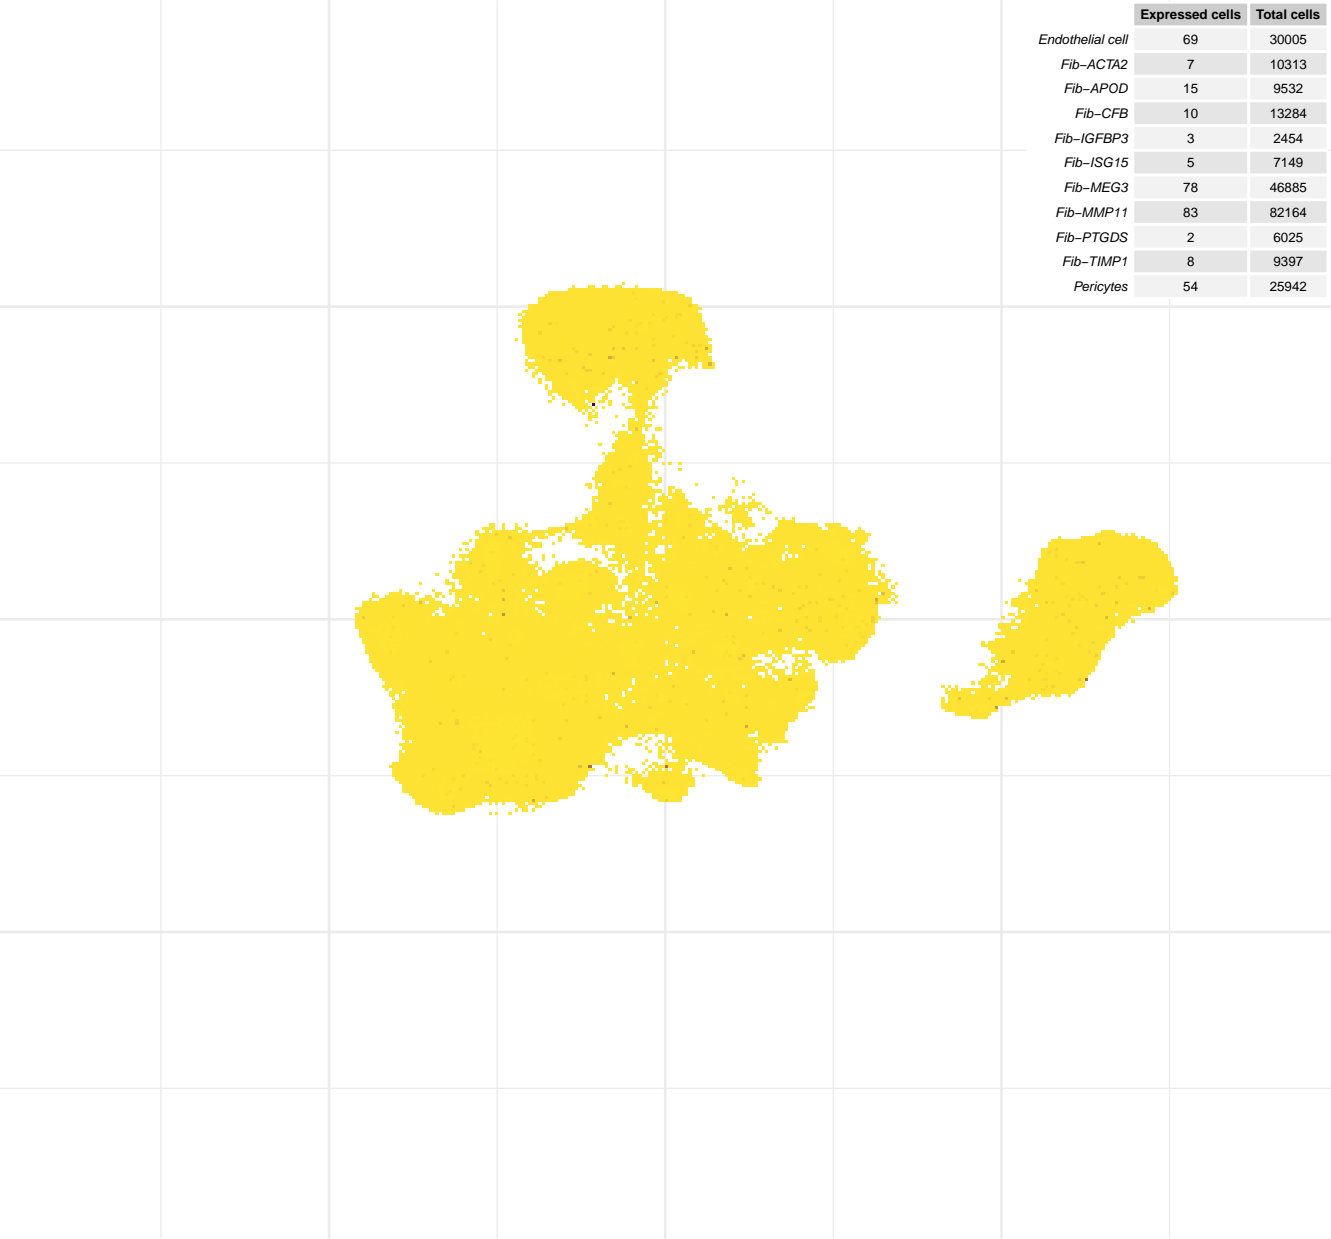 Expressed cells Total cells
Endothelial cell 69 30005
Fib−ACTA2 7 10313
Fib−APOD 15 9532
Fib−CFB 10 13284
Fib−IGFBP3 3 2454
Fib−ISG15 5 7149
Fib−MEG3 78 46885
Fib−MMP11 83 82164
Fib−PTGDS 2 6025
Fib−TIMP1 8 9397
Pericytes 54 25942